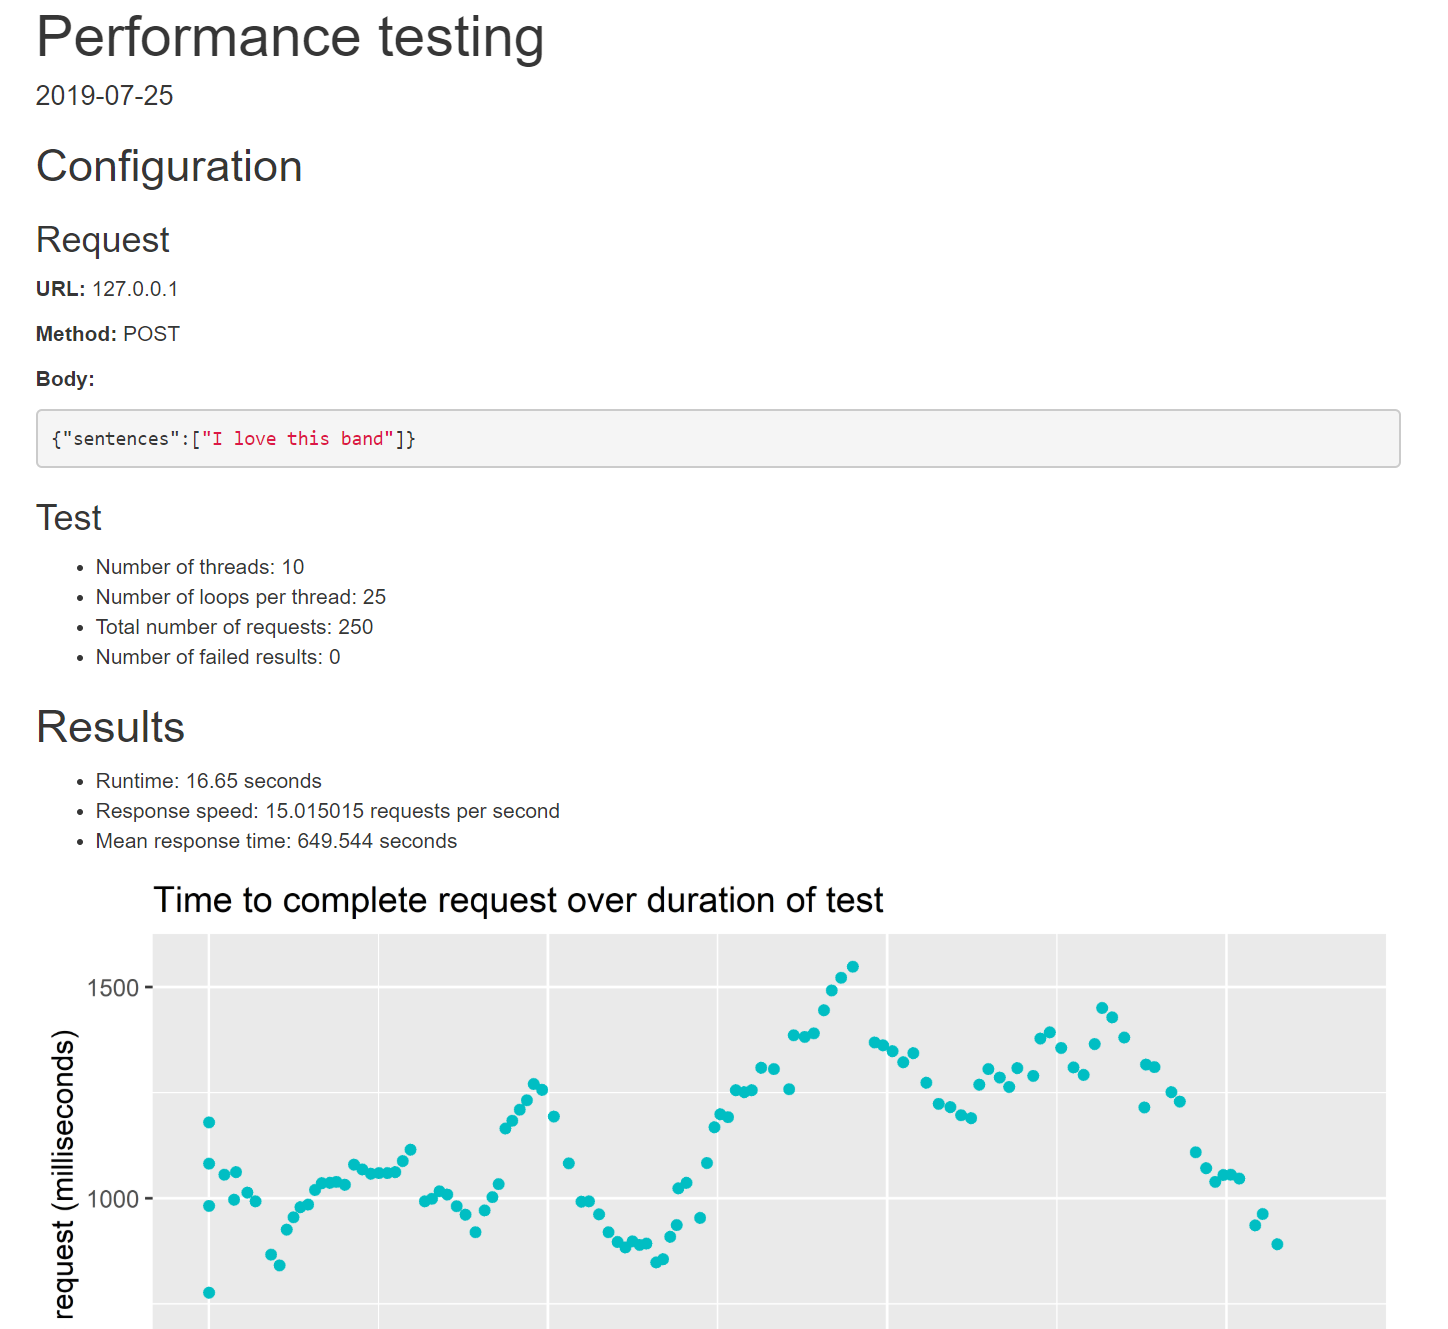 Performance testing
2019-07-25
Configuration
Request
URL: 127.0.0.1
Method: POST
Body:
{"sentences":["I love this band"]}
Test
• Number of threads: 10
• Number of loops per thread: 25
• Total number of requests: 250
• Number of failed results: 0
Results
• Runtime: 16.65 seconds
• Response speed: 15.015015 requests per second
• Mean response time: 649.544 seconds
Time to complete request over duration of test
1500
1000
request (milliseconds)